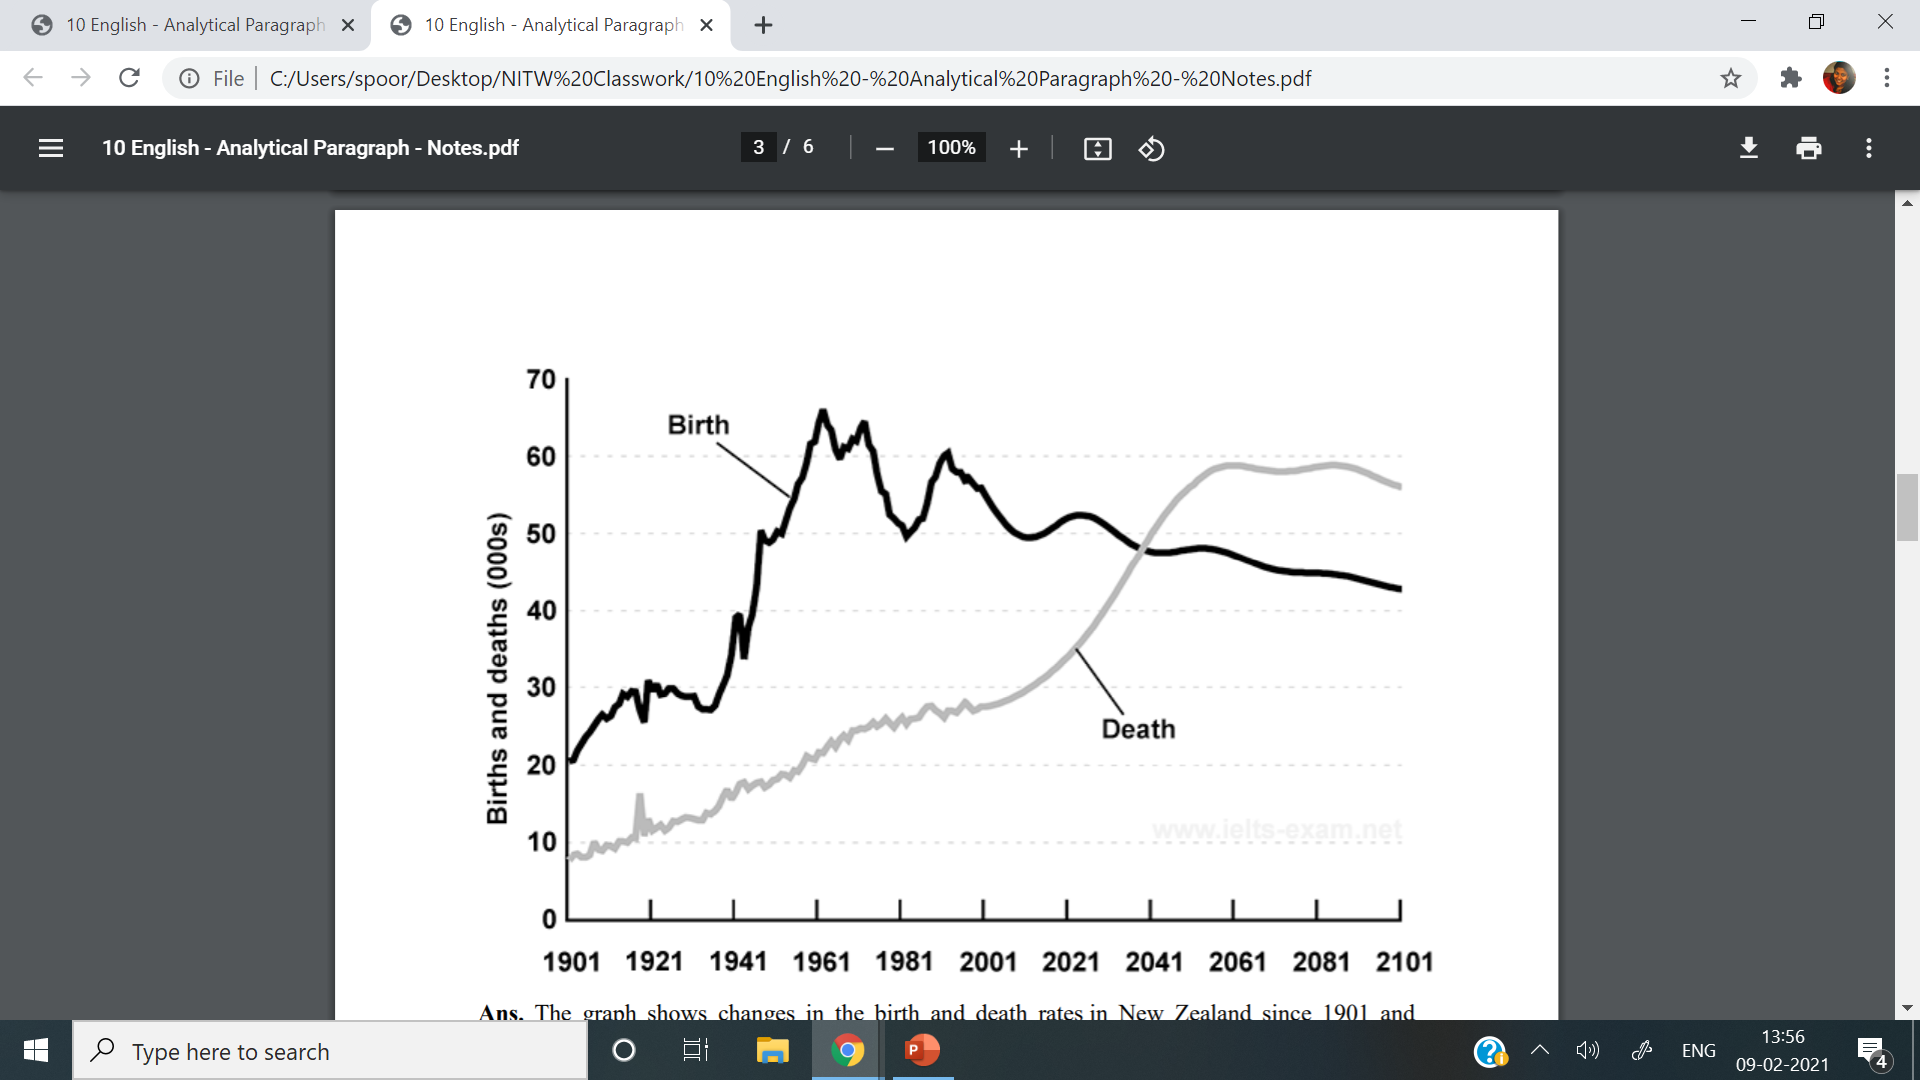 10 English - Analytical Paragraph
10 English - Analytical Paragraph
File
C:/Users/spoor/Desktop/NITW%20Classwork/10%20English%20-%20Analytical%20Paragraph%20-%20Notes.pdf
10 English - Analytical Paragraph - Notes.pdf
3 / 6
100%
70
60
50
40
30
20
10
0
Births and deaths (000s)
Birth
Death
www.ielts-exam.net
1901 1921 1941 1961 1981 2001 2021 2041 2061 2081 2101
Ans. The graph shows changes in the birth and death rates in New Zealand since 1901 and
Type here to search
P
?
ENG
13:56
09-02-2021
4